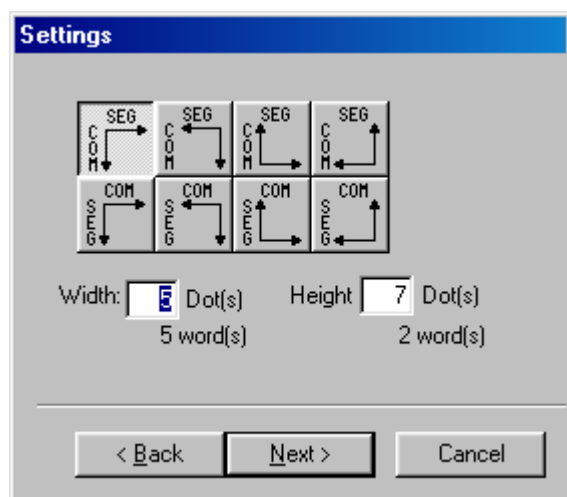 Settings
SEG SEG SEG SEG
COM COM COM COM
COM COM COM COM
SEG SEG SEG SEG
Width: 5 Dot(s) Height 7 Dot(s)
5 word(s) 2 word(s)
< Back Next > Cancel